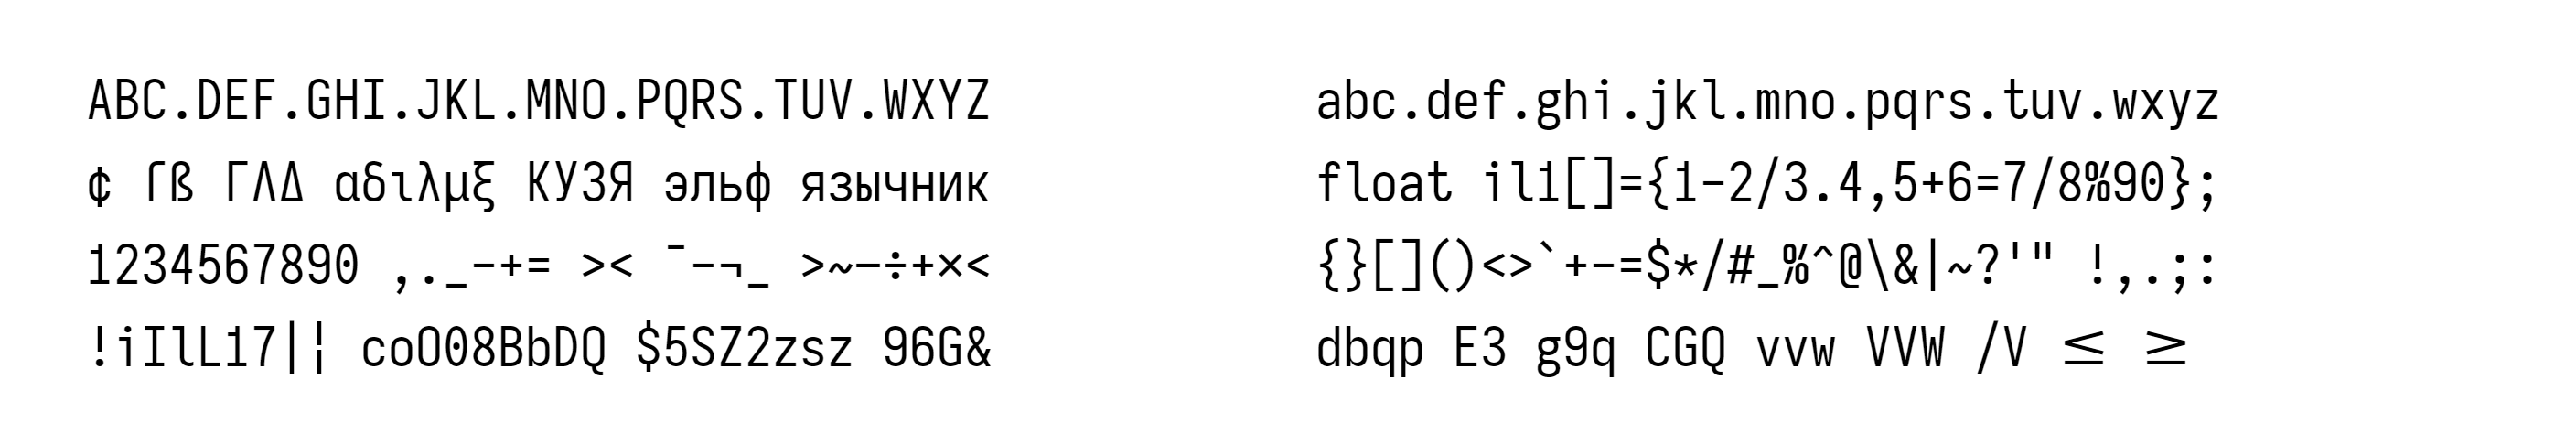 ABC.DEF.GHI.JKL.MNO.PQRS.TUV.WXYZ
¢ ſß ΓΛΔ αδιλμξ КУЗЯ эльф язычник
1234567890 ,._-+= >< ¯-¬_ >~–÷+×<
!iIlL17|¦ coO08BbDQ $5SZ2zsz 96G&
abc.def.ghi.jkl.mno.pqrs.tuv.wxyz
float il1[]={1-2/3.4,5+6=7/8%90};
{}[]()<>`+-=$*/#_%^@\&|~?'" !,.;:
dbqp E3 g9q CGQ vvw VVW /V ≤ ≥